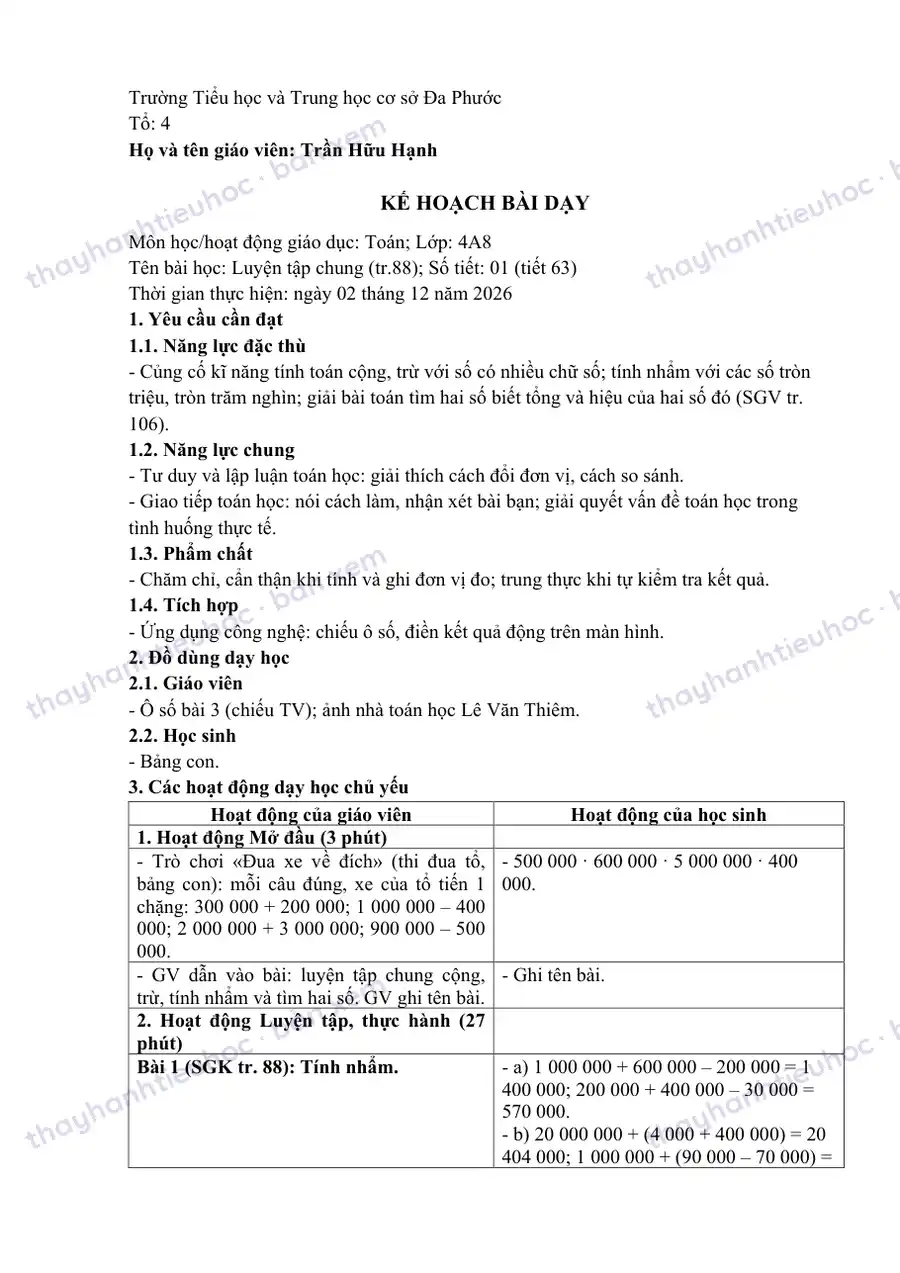 Trường Tiểu học và Trung học cơ sở Đa Phước
Tổ: 4
Họ và tên giáo viên: Trần Hữu Hạnh
KẾ HOẠCH BÀI DẠY
Môn học/hoạt động giáo dục: Toán; Lớp: 4A8
Tên bài học: Luyện tập chung (tr.88); Số tiết: 01 (tiết 63)
Thời gian thực hiện: ngày 02 tháng 12 năm 2026
1. Yêu cầu cần đạt
1.1. Năng lực đặc thù
- Củng cố kĩ năng tính toán cộng, trừ với số có nhiều chữ số; tính nhẩm với các số tròn
triệu, tròn trăm nghìn; giải bài toán tìm hai số biết tổng và hiệu của hai số đó (SGV tr.
106).
1.2. Năng lực chung
- Tư duy và lập luận toán học: giải thích cách đổi đơn vị, cách so sánh.
- Giao tiếp toán học: nói cách làm, nhận xét bài bạn; giải quyết vấn đề toán học trong
tình huống thực tế.
1.3. Phẩm chất
- Chăm chỉ, cẩn thận khi tính và ghi đơn vị đo; trung thực khi tự kiểm tra kết quả.
1.4. Tích hợp
- Ứng dụng công nghệ: chiếu ô số, điền kết quả động trên màn hình.
2. Đồ dùng dạy học
2.1. Giáo viên
- Ô số bài 3 (chiếu TV); ảnh nhà toán học Lê Văn Thiêm.
2.2. Học sinh
- Bảng con.
3. Các hoạt động dạy học chủ yếu
Hoạt động của giáo viên
Hoạt động của học sinh
1. Hoạt động Mở đầu (3 phút)
- Trò chơi «Đua xe về đích» (thi đua tổ,
bảng con): mỗi câu đúng, xe của tổ tiến 1
chặng: 300 000 + 200 000; 1 000 000 – 400
000; 2 000 000 + 3 000 000; 900 000 – 500
000.
- 500 000 · 600 000 · 5 000 000 · 400
000.
- GV dẫn vào bài: luyện tập chung cộng,
trừ, tính nhẩm và tìm hai số. GV ghi tên bài.
- Ghi tên bài.
2. Hoạt động Luyện tập, thực hành (27
phút)
Bài 1 (SGK tr. 88): Tính nhẩm.
- a) 1 000 000 + 600 000 – 200 000 = 1
400 000; 200 000 + 400 000 – 30 000 =
570 000.
- b) 20 000 000 + (4 000 + 400 000) = 20
404 000; 1 000 000 + (90 000 – 70 000) =
thayhanhtieuhoc · bản xem
thayhanhtieuhoc · b
thayhanhtieuhoc · bản xem
thayhanhtieuhoc · b
thayhanhtieuhoc · bản xem
thayhanhtieuhoc · b